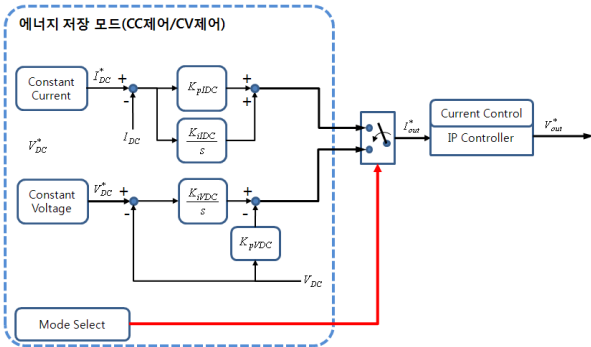 에너지 저장 모드(CC제어/CV제어)
Constant
Current
I*DC
+
-
IDC
KpIDC
KiIDC
s
+
+
V*DC
Constant
Voltage
V*DC
+
-
KiVDC
s
+
-
KpVDC
VDC
Mode Select
I*out
Current Control
IP Controller
V*out